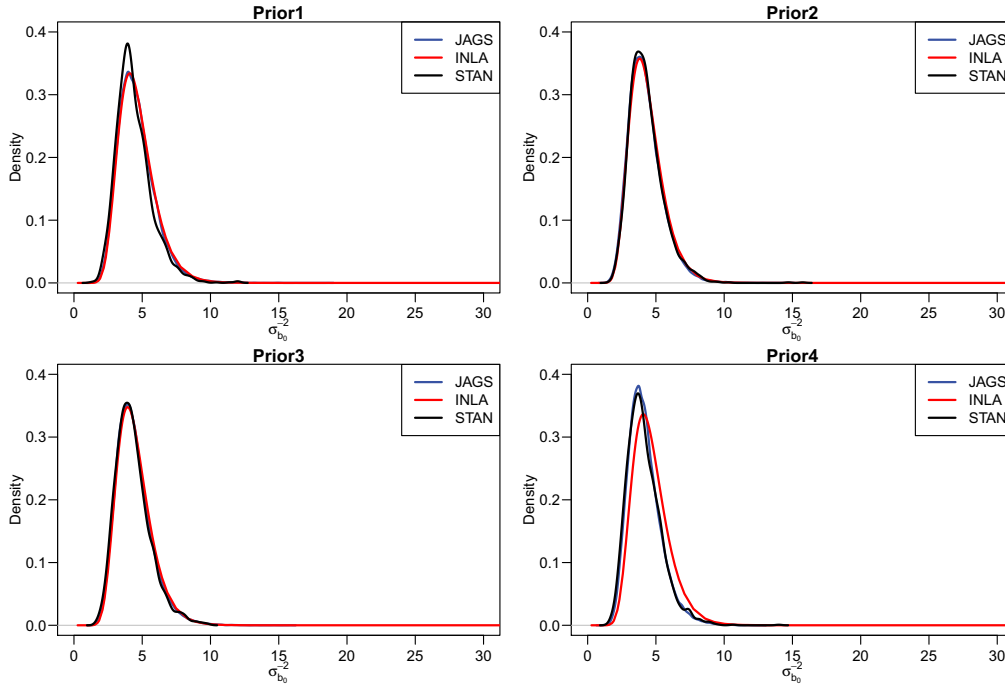 Prior1
Density
0.4
0.3
0.2
0.1
0.0
0 5 10 15 20 25 30
σ_{b_0}^{-2}
JAGS
INLA
STAN
Prior2
Density
0.4
0.3
0.2
0.1
0.0
0 5 10 15 20 25 30
σ_{b_0}^{-2}
JAGS
INLA
STAN
Prior3
Density
0.4
0.3
0.2
0.1
0.0
0 5 10 15 20 25 30
σ_{b_0}^{-2}
JAGS
INLA
STAN
Prior4
Density
0.4
0.3
0.2
0.1
0.0
0 5 10 15 20 25 30
σ_{b_0}^{-2}
JAGS
INLA
STAN